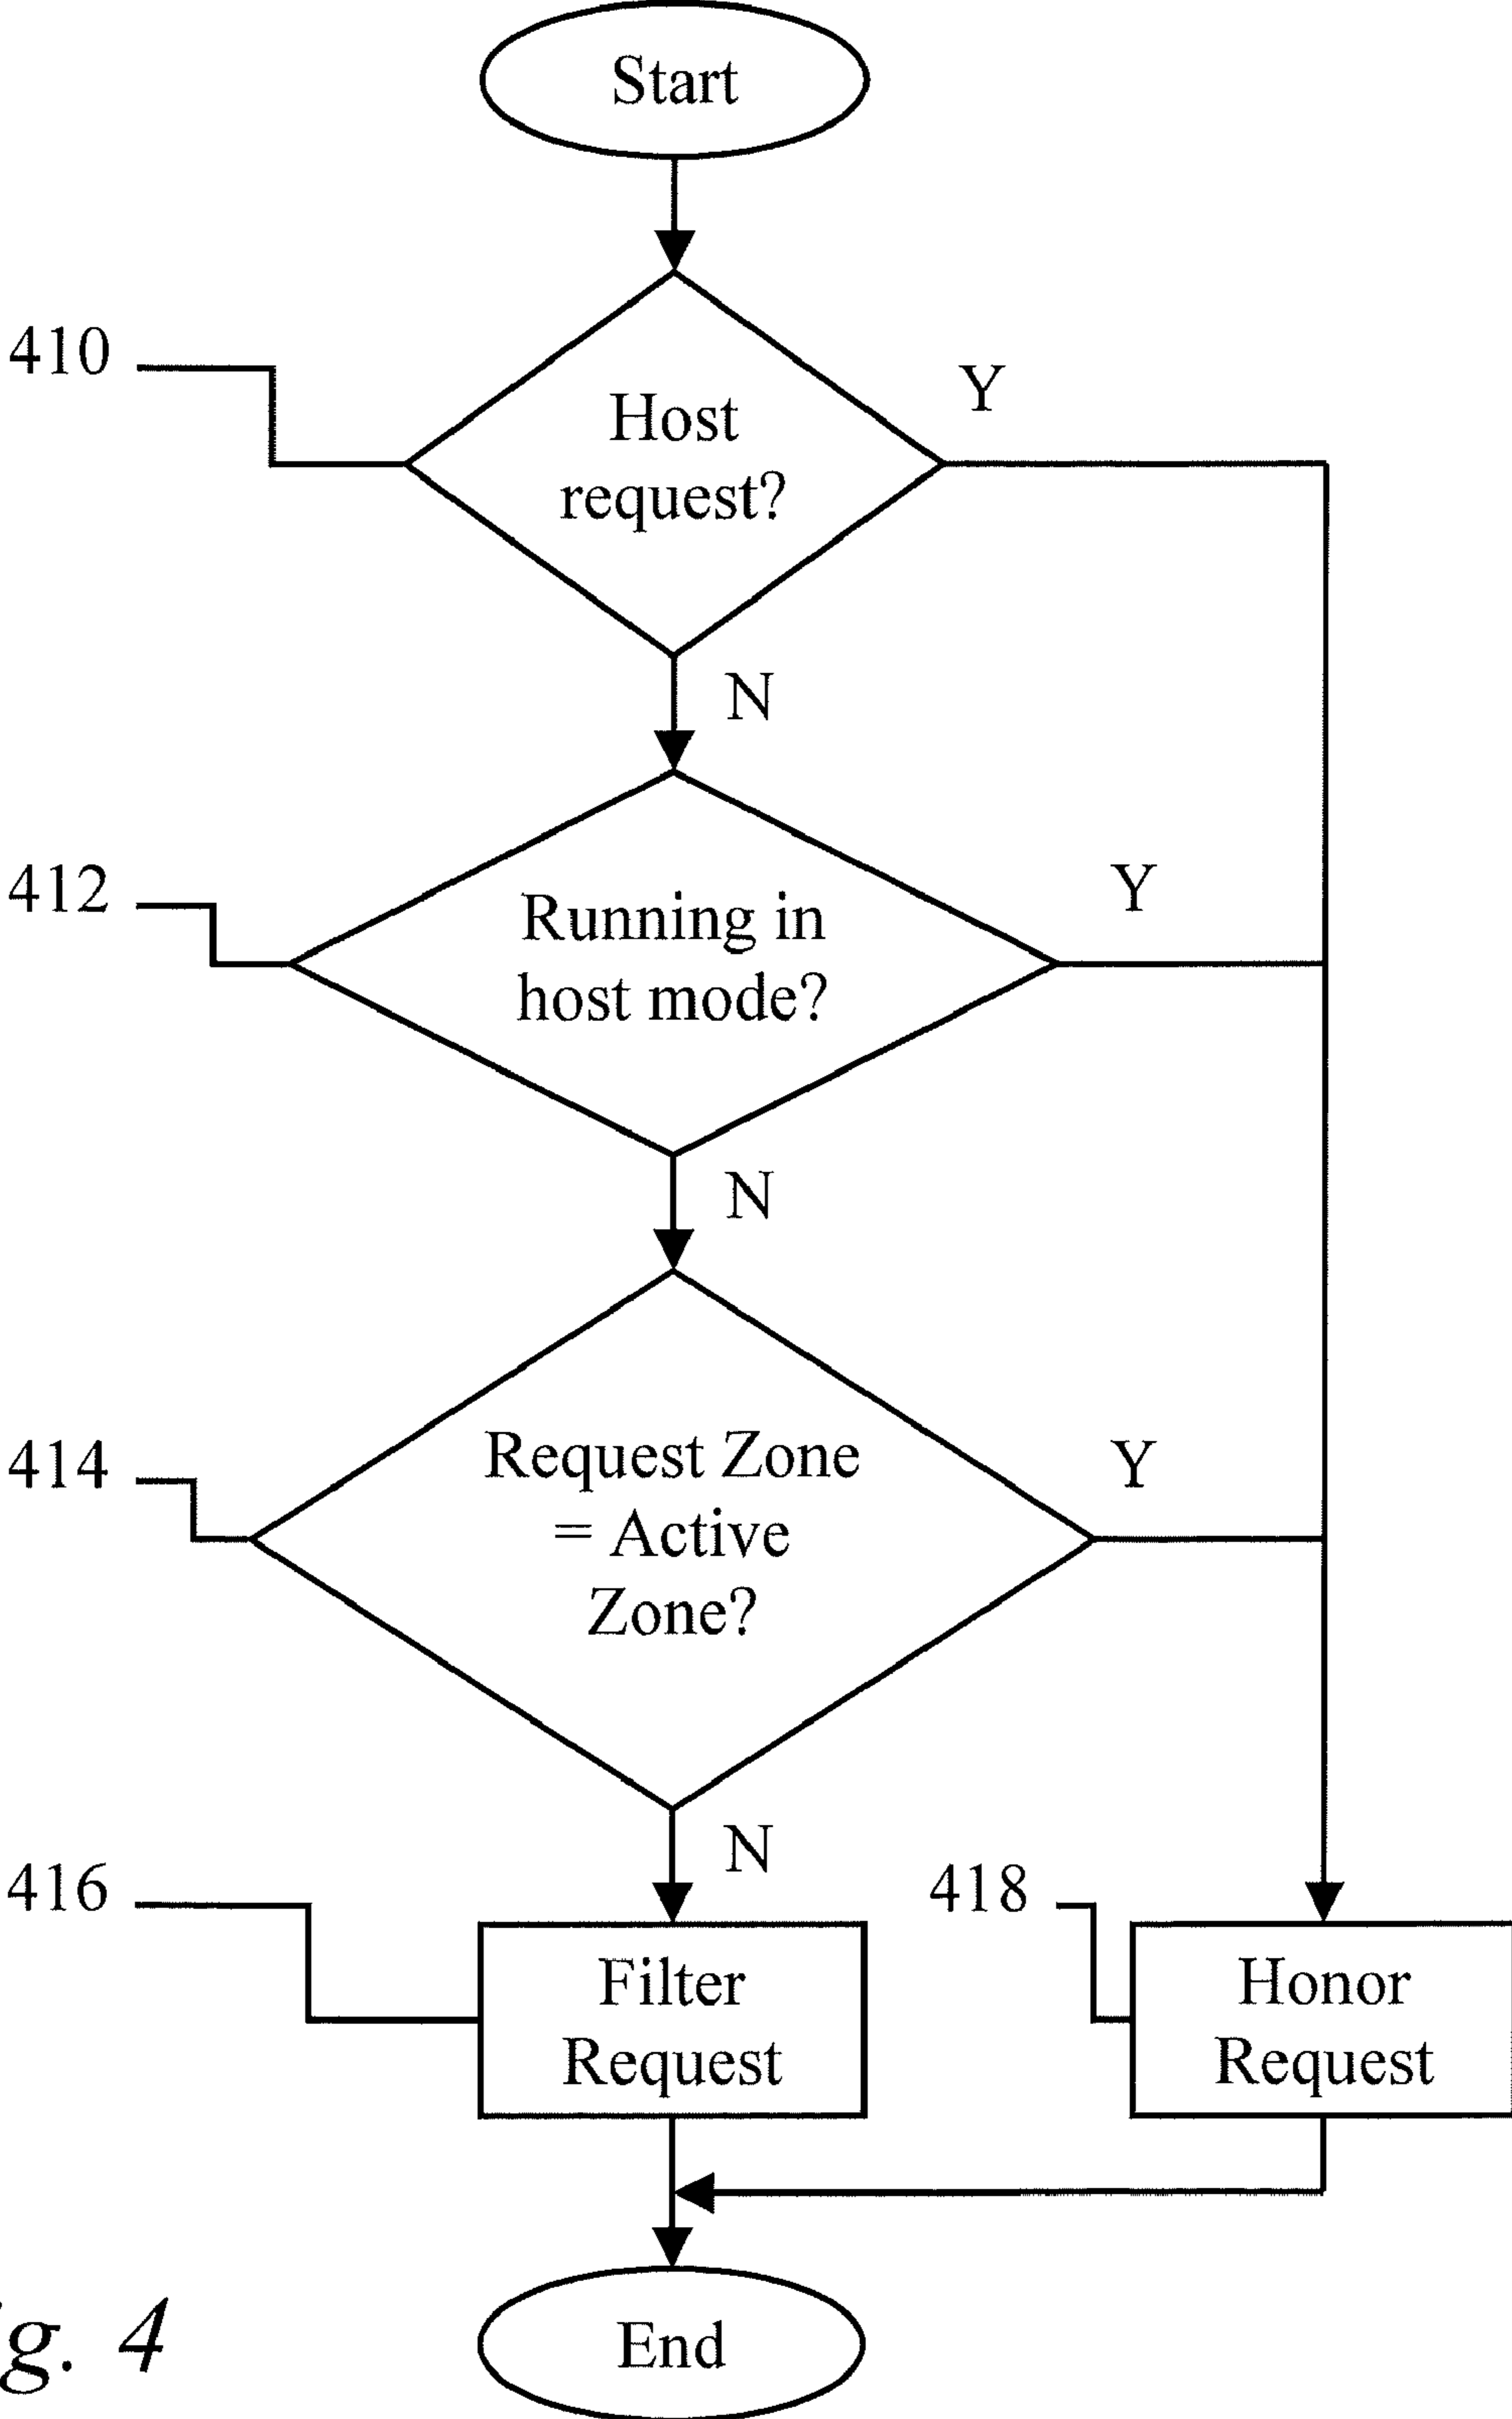 Start
410
Host
request?
Y
N
412
Running in
host mode?
Y
N
414
Request Zone
= Active
Zone?
Y
N
416
Filter
Request
418
Honor
Request
End
g. 4